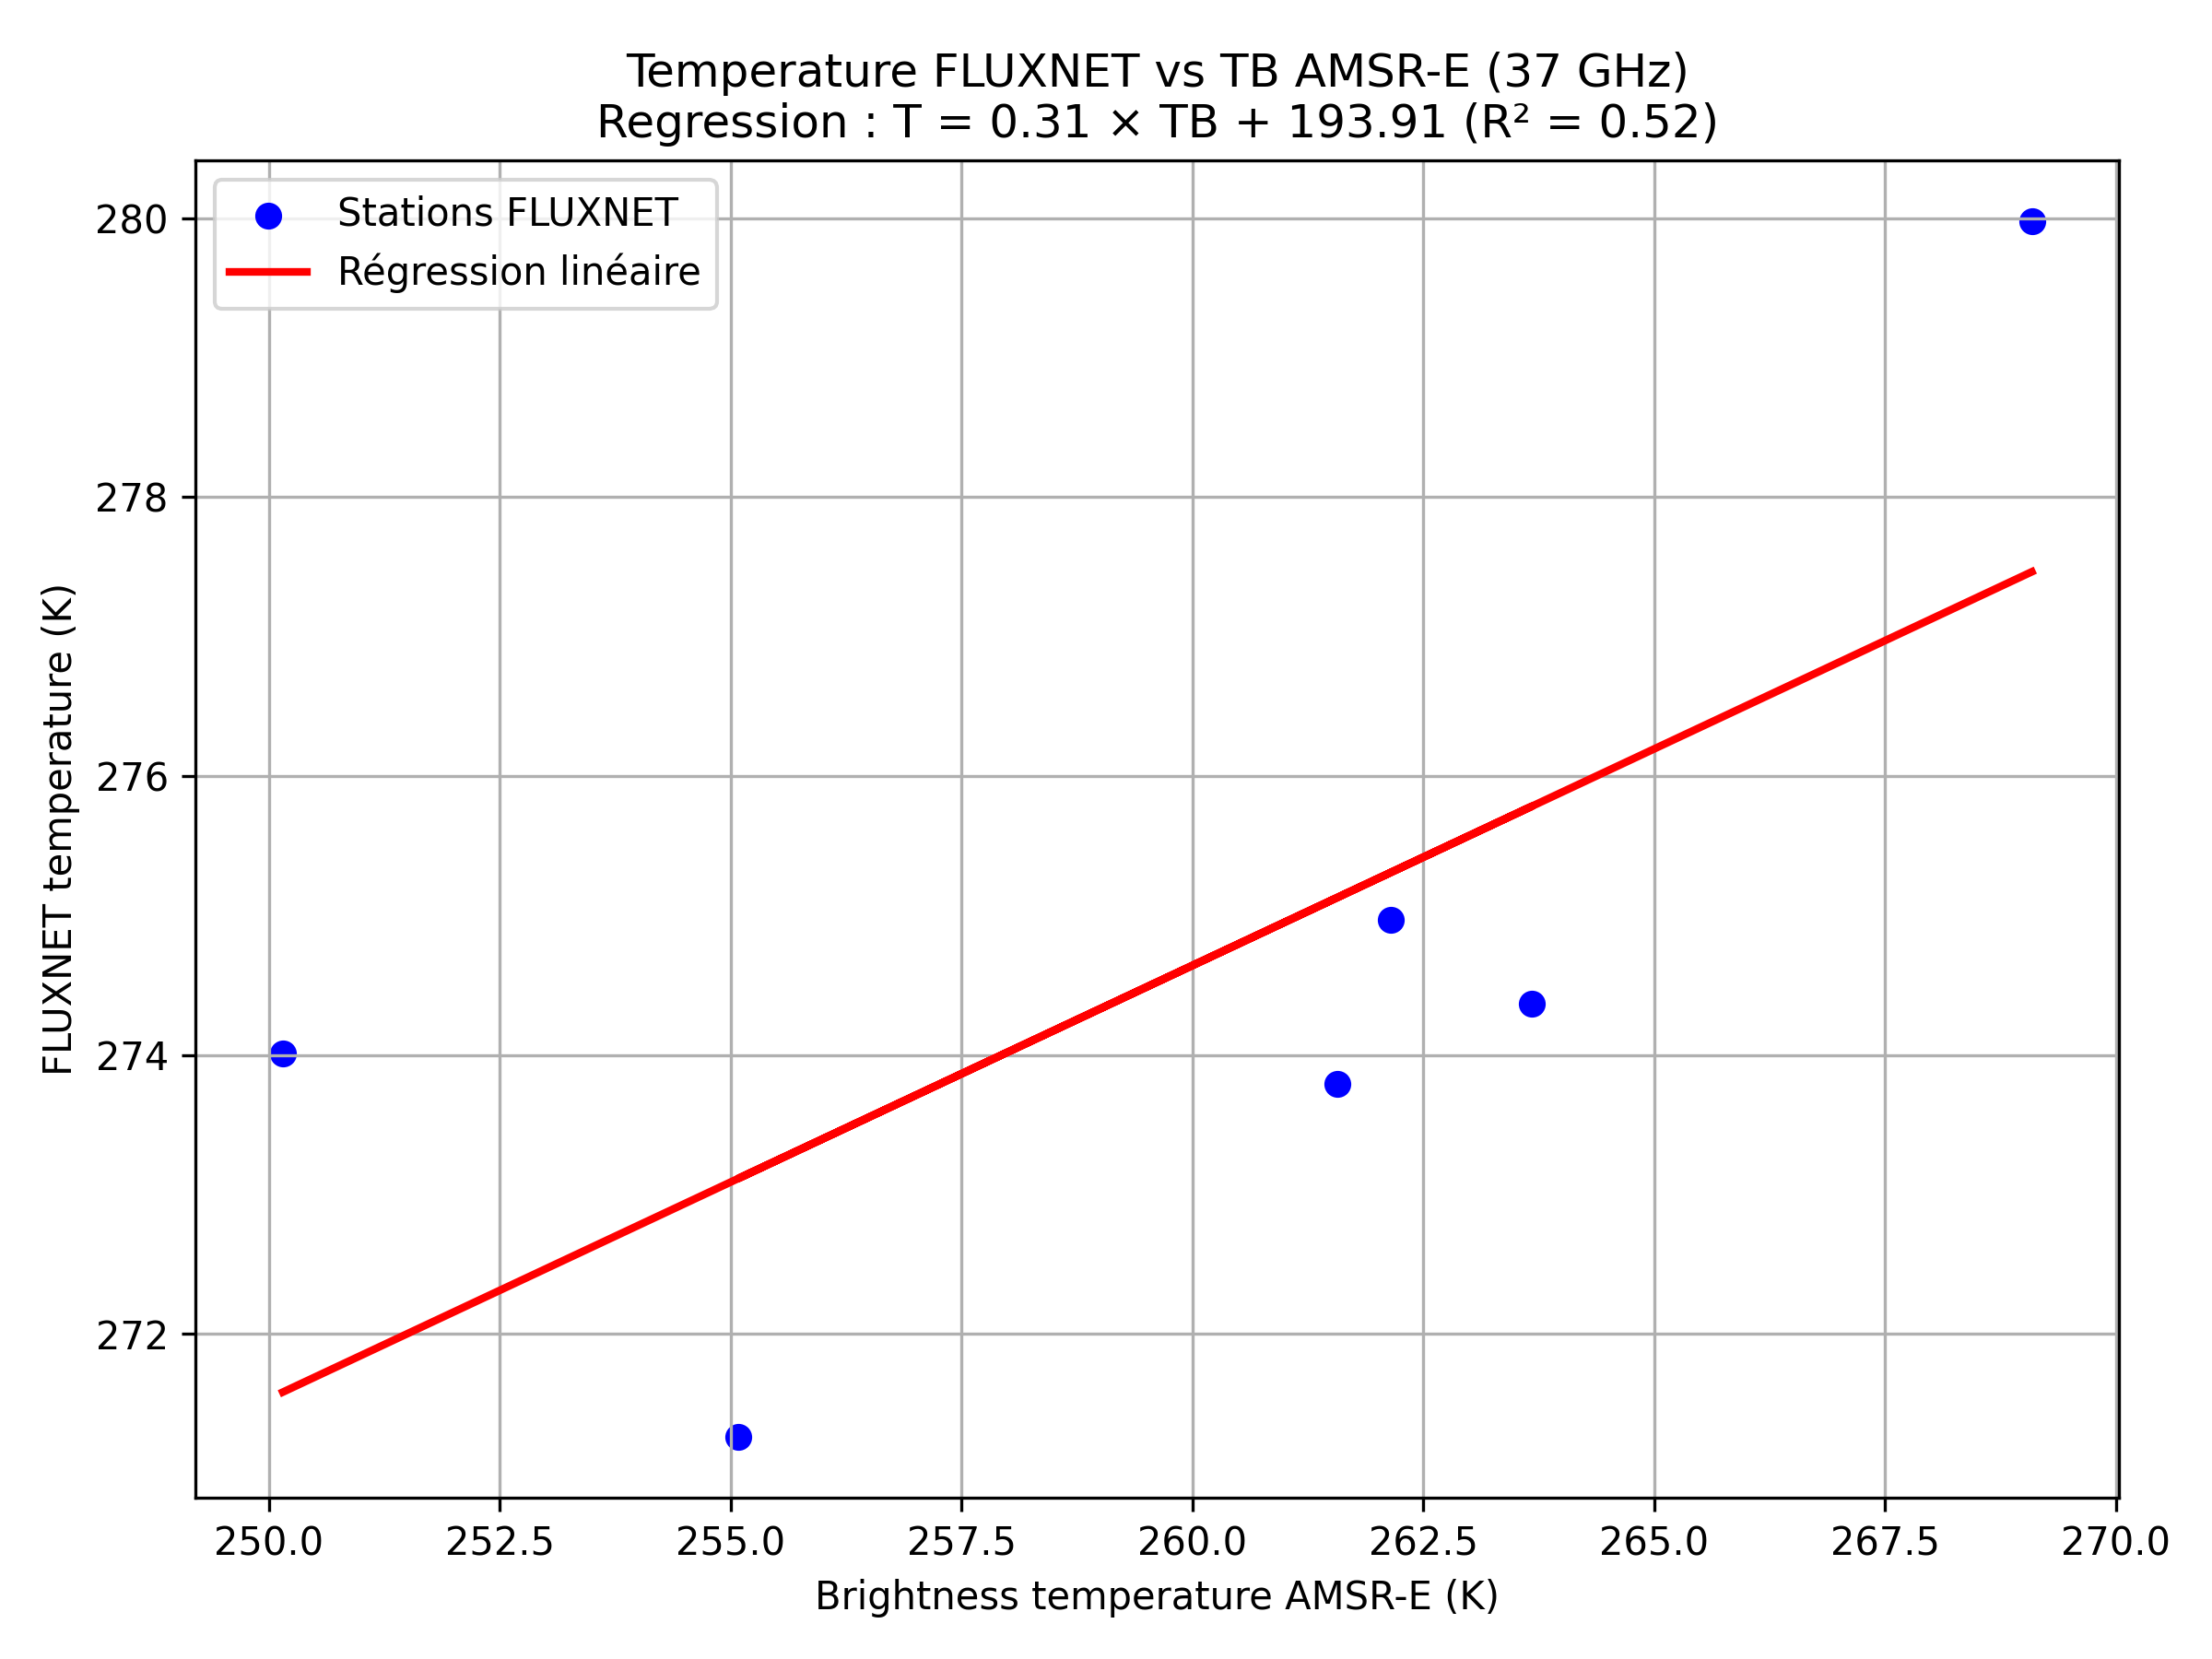 Temperature FLUXNET vs TB AMSR-E (37 GHz)
Regression : T = 0.31 × TB + 193.91 (R² = 0.52)
Stations FLUXNET
Régression linéaire
280
278
276
274
272
FLUXNET temperature (K)
250.0 252.5 255.0 257.5 260.0 262.5 265.0 267.5 270.0
Brightness temperature AMSR-E (K)